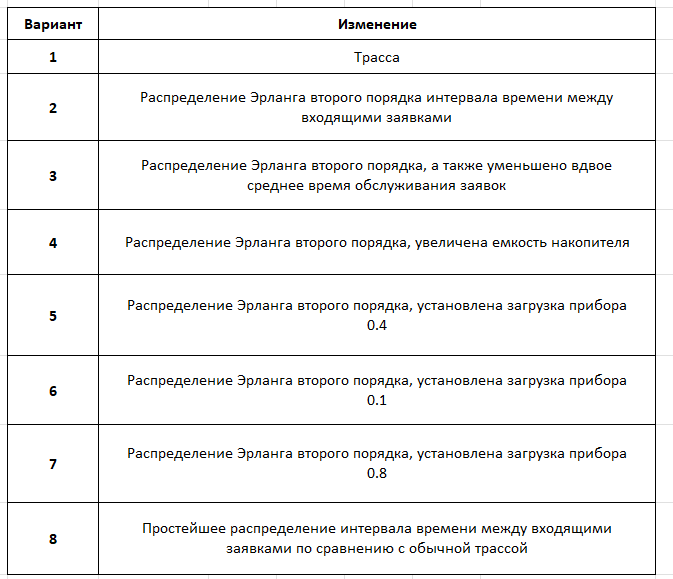 Вариант Изменение
1 Трасса
Распределение Эрланга второго порядка интервала времени между
2
входящими заявками
Распределение Эрланга второго порядка, а также уменьшено вдвое
3
среднее время обслуживания заявок
4 Распределение Эрланга второго порядка, увеличена емкость накопителя
Распределение Эрланга второго порядка, установлена загрузка прибора
5
0.4
Распределение Эрланга второго порядка, установлена загрузка прибора
6
0.1
Распределение Эрланга второго порядка, установлена загрузка прибора
7
0.8
Простейшее распределение интервала времени между входящими
8
заявками по сравнению с обычной трассой